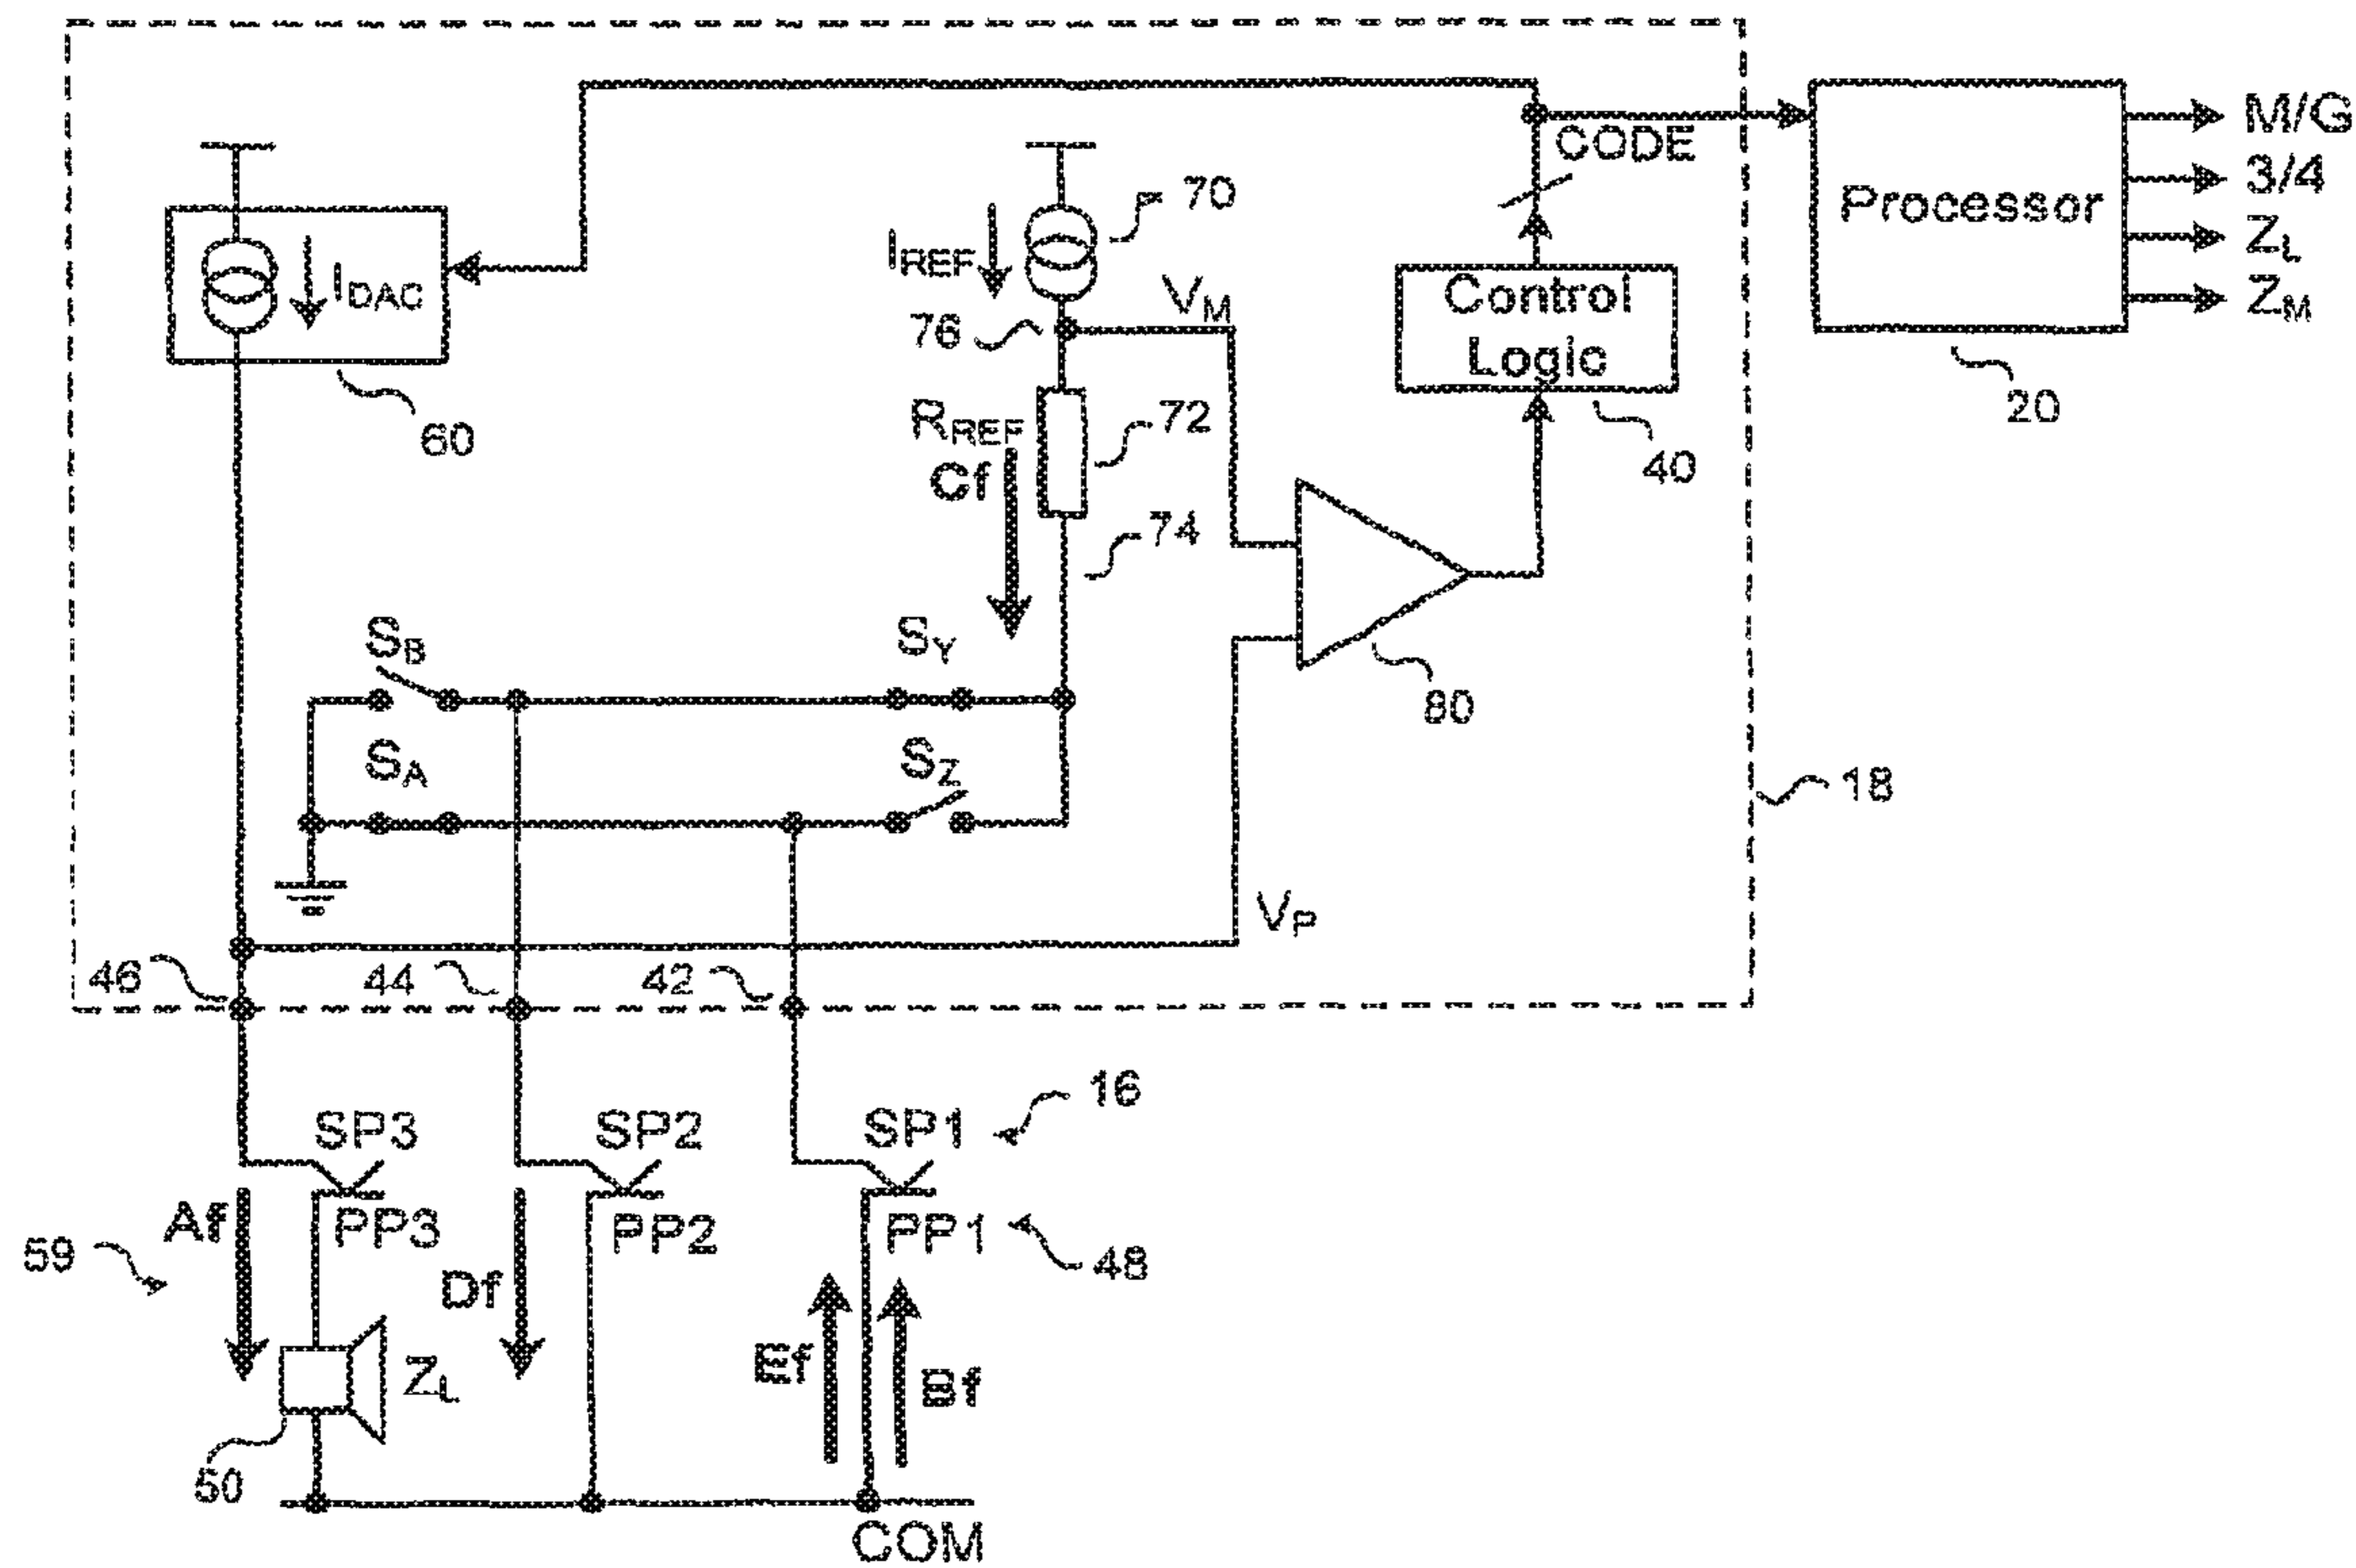 M/G
CODE
3/4
Processor
Z_L
Z_M
70
I_REF
I_DAC
V_M
76
Control
Logic
20
R_REF
72
60
40
Cf
74
S_B
S_Y
80
S_A
S_Z
18
V_P
46
44
42
16
SP3
SP2
SP1
Af
PP3
PP2
PP1
48
59
Df
Ef
Bf
Z_L
50
COM